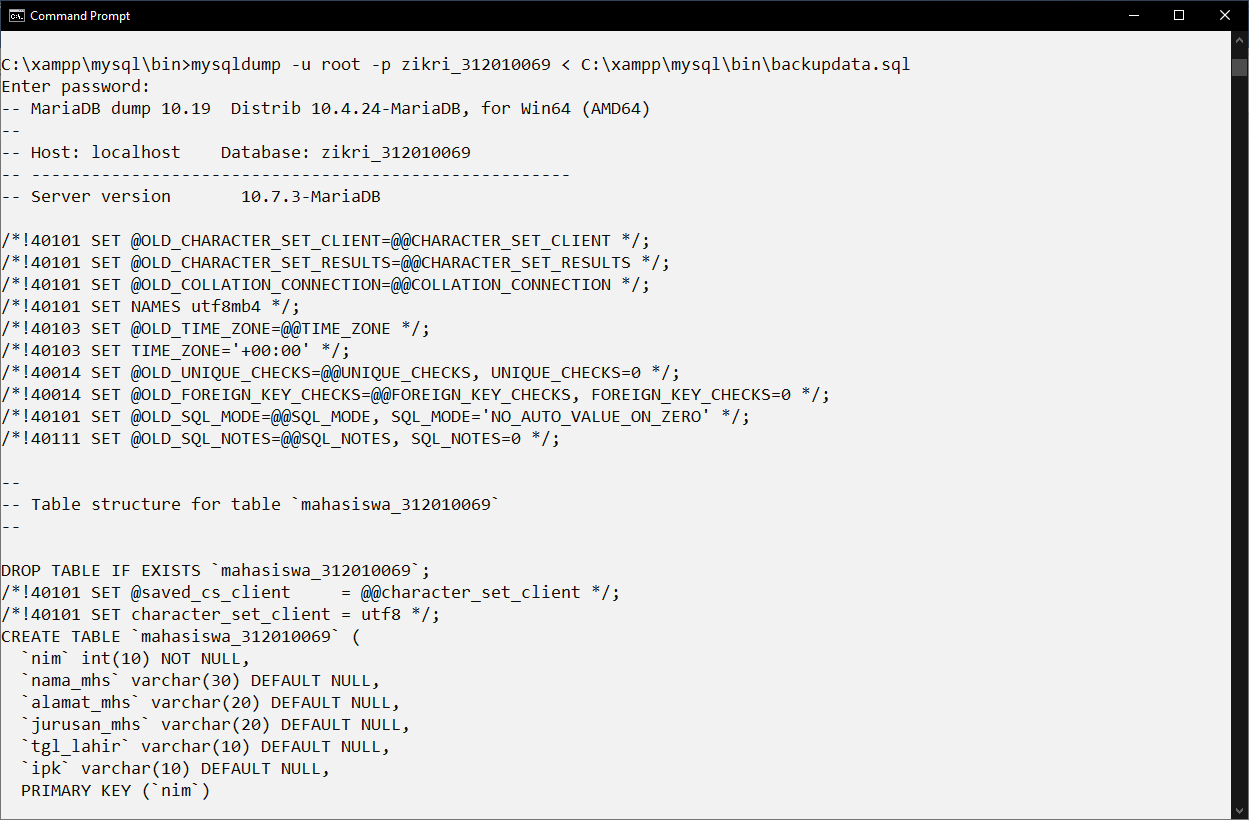 Command Prompt
C:\xampp\mysql\bin>mysqldump -u root -p zikri_312010069 < C:\xampp\mysql\bin\backupdata.sql
Enter password:
-- MariaDB dump 10.19  Distrib 10.4.24-MariaDB, for Win64 (AMD64)
--
-- Host: localhost    Database: zikri_312010069
-- ------------------------------------------------------
-- Server version       10.7.3-MariaDB
/*!40101 SET @OLD_CHARACTER_SET_CLIENT=@@CHARACTER_SET_CLIENT */;
/*!40101 SET @OLD_CHARACTER_SET_RESULTS=@@CHARACTER_SET_RESULTS */;
/*!40101 SET @OLD_COLLATION_CONNECTION=@@COLLATION_CONNECTION */;
/*!40101 SET NAMES utf8mb4 */;
/*!40103 SET @OLD_TIME_ZONE=@@TIME_ZONE */;
/*!40103 SET TIME_ZONE='+00:00' */;
/*!40014 SET @OLD_UNIQUE_CHECKS=@@UNIQUE_CHECKS, UNIQUE_CHECKS=0 */;
/*!40014 SET @OLD_FOREIGN_KEY_CHECKS=@@FOREIGN_KEY_CHECKS, FOREIGN_KEY_CHECKS=0 */;
/*!40101 SET @OLD_SQL_MODE=@@SQL_MODE, SQL_MODE='NO_AUTO_VALUE_ON_ZERO' */;
/*!40111 SET @OLD_SQL_NOTES=@@SQL_NOTES, SQL_NOTES=0 */;
--
-- Table structure for table `mahasiswa_312010069`
--
DROP TABLE IF EXISTS `mahasiswa_312010069`;
/*!40101 SET @saved_cs_client     = @@character_set_client */;
/*!40101 SET character_set_client = utf8 */;
CREATE TABLE `mahasiswa_312010069` (
  `nim` int(10) NOT NULL,
  `nama_mhs` varchar(30) DEFAULT NULL,
  `alamat_mhs` varchar(20) DEFAULT NULL,
  `jurusan_mhs` varchar(20) DEFAULT NULL,
  `tgl_lahir` varchar(10) DEFAULT NULL,
  `ipk` varchar(10) DEFAULT NULL,
  PRIMARY KEY (`nim`)